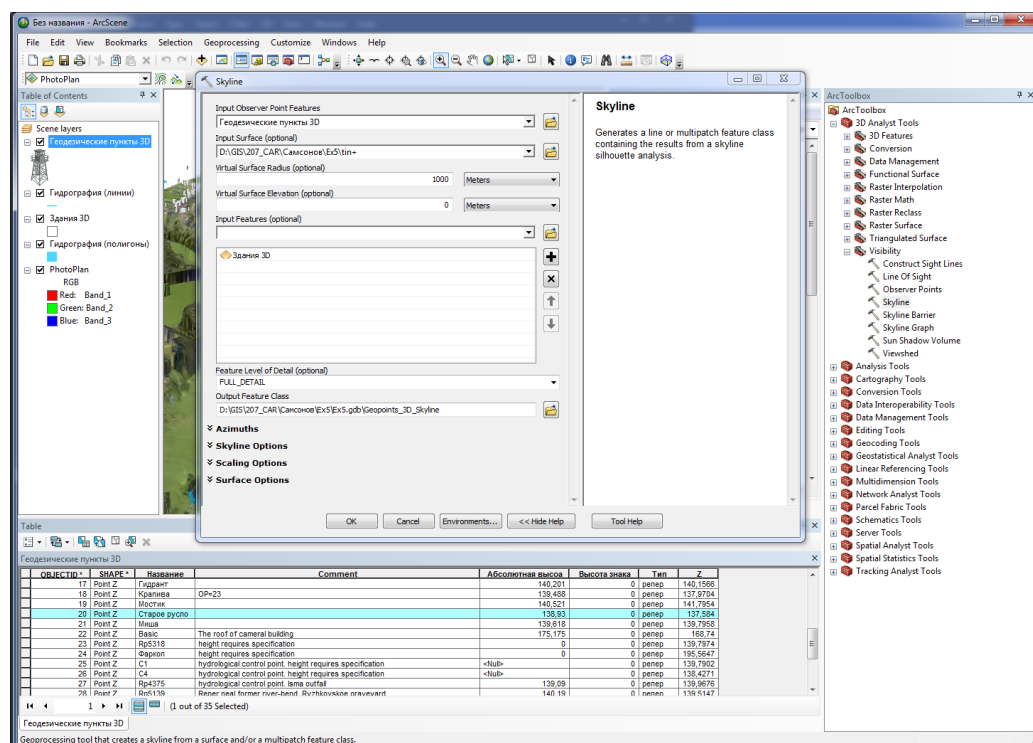 Без названия - ArcScene
File Edit View Bookmarks Selection Geoprocessing Customize Windows Help
PhotoPlan
Table of Contents
Scene layers
Геодезические пункты 3D
Гидрография (линии)
Здания 3D
Гидрография (полигоны)
PhotoPlan
RGB
Red: Band_1
Green: Band_2
Blue: Band_3
Skyline
Input Observer Point Features
Геодезические пункты 3D
Input Surface (optional)
D:\GIS\207_CAR\Самсонов\Ex5\tin+
Virtual Surface Radius (optional)
1000 Meters
Virtual Surface Elevation (optional)
0 Meters
Input Features (optional)
Здания 3D
Feature Level of Detail (optional)
FULL_DETAIL
Output Feature Class
D:\GIS\207_CAR\Самсонов\Ex5\Ex5.gdb\Geopoints_3D_Skyline
Azimuths
Skyline Options
Scaling Options
Surface Options
OK Cancel Environments... << Hide Help Tool Help
Skyline
Generates a line or multipatch feature class
containing the results from a skyline
silhouette analysis.
ArcToolbox
ArcToolbox
3D Analyst Tools
3D Features
Conversion
Data Management
Functional Surface
Raster Interpolation
Raster Math
Raster Reclass
Raster Surface
Triangulated Surface
Visibility
Construct Sight Lines
Line Of Sight
Observer Points
Skyline
Skyline Barrier
Skyline Graph
Sun Shadow Volume
Viewshed
Analysis Tools
Cartography Tools
Conversion Tools
Data Interoperability Tools
Data Management Tools
Editing Tools
Geocoding Tools
Geostatistical Analyst Tools
Linear Referencing Tools
Multidimension Tools
Network Analyst Tools
Parcel Fabric Tools
Schematics Tools
Server Tools
Spatial Analyst Tools
Spatial Statistics Tools
Tracking Analyst Tools
Table
Геодезические пункты 3D
OBJECTID * SHAPE * Название Comment Абсолютная высоа Высота знака Тип Z
17 Point Z Гидрант 140,201 0 репер 140,1566
18 Point Z Крапива OP=23 139,488 0 репер 137,9704
19 Point Z Мостик 140,521 0 репер 141,7954
20 Point Z Старое русло 138,93 0 репер 137,584
21 Point Z Миша 139,618 0 репер 139,7958
22 Point Z Basic The roof of cameral building 175,175 0 репер 168,74
23 Point Z Rp5318 height requires specification 0 0 репер 139,7974
24 Point Z Фаркоп height requires specification 0 0 репер 195,5647
25 Point Z C1 hydrological control point, height requires specification <Null> 0 репер 139,7902
26 Point Z C4 hydrological control point, height requires specification <Null> 0 репер 138,4271
27 Point Z Rp4375 hydrological control point. Isma outfall 139,09 0 репер 139,9676
28 Point Z Rp5139 Reper neal former river-bend, Ryzhkovskoe graveyard 140,19 0 репер 139,5147
1 (1 out of 35 Selected)
Геодезические пункты 3D
Geoprocessing tool that creates a skyline from a surface and/or a multipatch feature class.